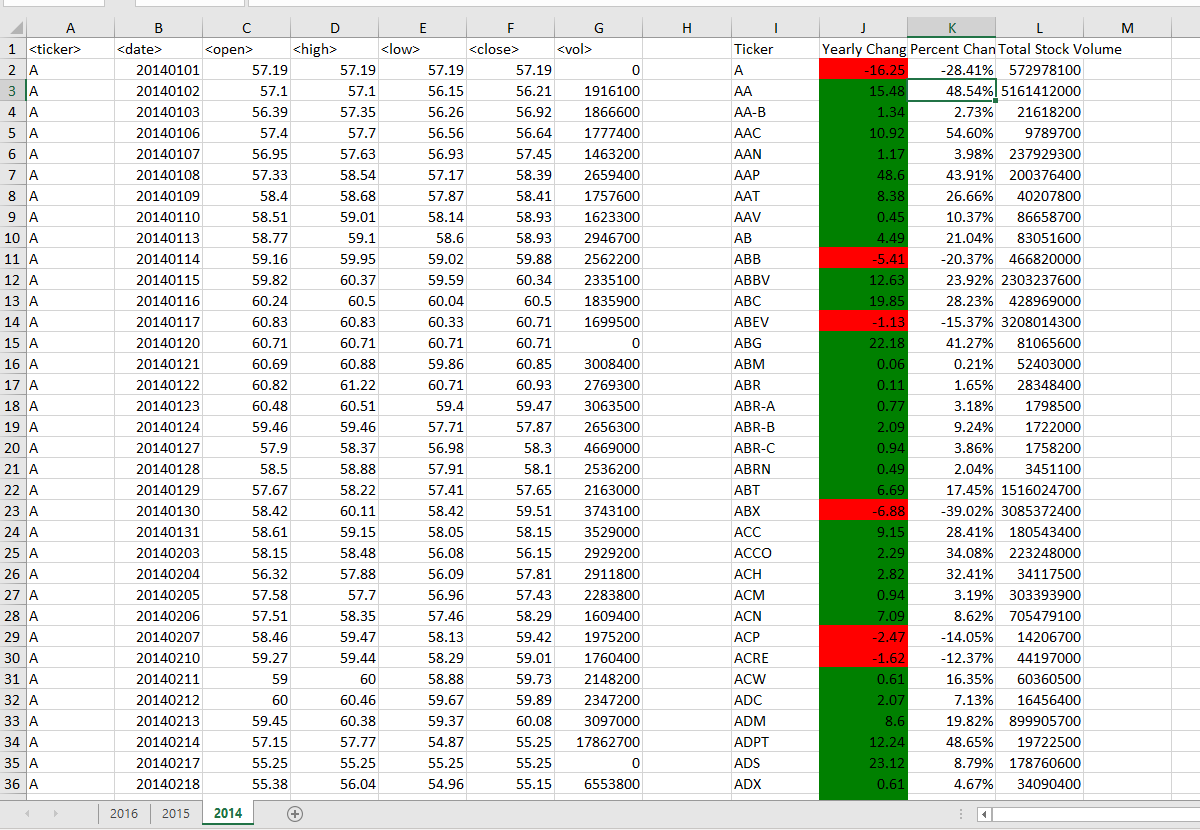 A B C D E F G H I J K L M
1 <ticker> <date> <open> <high> <low> <close> <vol> Ticker Yearly Chang Percent Chan Total Stock Volume
2 A 20140101 57.19 57.19 57.19 57.19 0 A -16.25 -28.41% 572978100
3 A 20140102 57.1 57.1 56.15 56.21 1916100 AA 15.48 48.54% 5161412000
4 A 20140103 56.39 57.35 56.26 56.92 1866600 AA-B 1.34 2.73% 21618200
5 A 20140106 57.4 57.7 56.56 56.64 1777400 AAC 10.92 54.60% 9789700
6 A 20140107 56.95 57.63 56.93 57.45 1463200 AAN 1.17 3.98% 237929300
7 A 20140108 57.33 58.54 57.17 58.39 2659400 AAP 48.6 43.91% 200376400
8 A 20140109 58.4 58.68 57.87 58.41 1757600 AAT 8.38 26.66% 40207800
9 A 20140110 58.51 59.01 58.14 58.93 1623300 AAV 0.45 10.37% 86658700
10 A 20140113 58.77 59.1 58.6 58.93 2946700 AB 4.49 21.04% 83051600
11 A 20140114 59.16 59.95 59.02 59.88 2562200 ABB -5.41 -20.37% 466820000
12 A 20140115 59.82 60.37 59.59 60.34 2335100 ABBV 12.63 23.92% 2303237600
13 A 20140116 60.24 60.5 60.04 60.5 1835900 ABC 19.85 28.23% 428969000
14 A 20140117 60.83 60.83 60.33 60.71 1699500 ABEV -1.13 -15.37% 3208014300
15 A 20140120 60.71 60.71 60.71 60.71 0 ABG 22.18 41.27% 81065600
16 A 20140121 60.69 60.88 59.86 60.85 3008400 ABM 0.06 0.21% 52403000
17 A 20140122 60.82 61.22 60.71 60.93 2769300 ABR 0.11 1.65% 28348400
18 A 20140123 60.48 60.51 59.4 59.47 3063500 ABR-A 0.77 3.18% 1798500
19 A 20140124 59.46 59.46 57.71 57.87 2656300 ABR-B 2.09 9.24% 1722000
20 A 20140127 57.9 58.37 56.98 58.3 4669000 ABR-C 0.94 3.86% 1758200
21 A 20140128 58.5 58.88 57.91 58.1 2536200 ABRN 0.49 2.04% 3451100
22 A 20140129 57.67 58.22 57.41 57.65 2163000 ABT 6.69 17.45% 1516024700
23 A 20140130 58.42 60.11 58.42 59.51 3743100 ABX -6.88 -39.02% 3085372400
24 A 20140131 58.61 59.15 58.05 58.15 3529000 ACC 9.15 28.41% 180543400
25 A 20140203 58.15 58.48 56.08 56.15 2929200 ACCO 2.29 34.08% 223248000
26 A 20140204 56.32 57.88 56.09 57.81 2911800 ACH 2.82 32.41% 34117500
27 A 20140205 57.58 57.7 56.96 57.43 2283800 ACM 0.94 3.19% 303393900
28 A 20140206 57.51 58.35 57.46 58.29 1609400 ACN 7.09 8.62% 705479100
29 A 20140207 58.46 59.47 58.13 59.42 1975200 ACP -2.47 -14.05% 14206700
30 A 20140210 59.27 59.44 58.29 59.01 1760400 ACRE -1.62 -12.37% 44197000
31 A 20140211 59 60 58.88 59.73 2148200 ACW 0.61 16.35% 60360500
32 A 20140212 60 60.46 59.67 59.89 2347200 ADC 2.07 7.13% 16456400
33 A 20140213 59.45 60.38 59.37 60.08 3097000 ADM 8.6 19.82% 899905700
34 A 20140214 57.15 57.77 54.87 55.25 17862700 ADPT 12.24 48.65% 19722500
35 A 20140217 55.25 55.25 55.25 55.25 0 ADS 23.12 8.79% 178760600
36 A 20140218 55.38 56.04 54.96 55.15 6553800 ADX 0.61 4.67% 34090400
2016 2015 2014